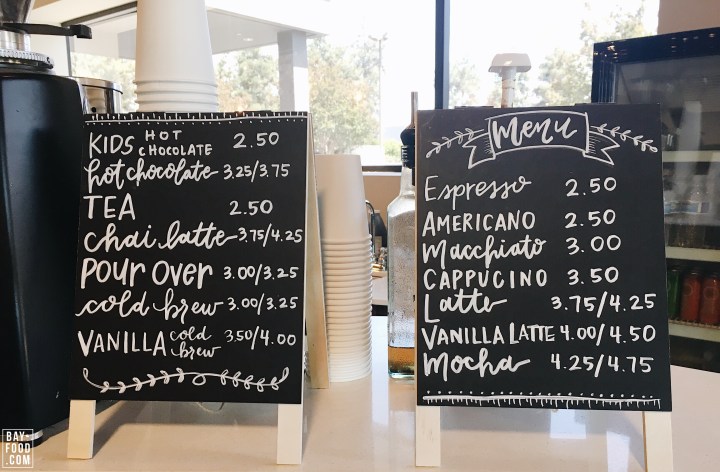 KIDS HOT CHOCOLATE 2.50
hot chocolate 3.25/3.75
TEA 2.50
chai latte 3.75/4.25
POUR OVER 3.00/3.25
cold brew 3.00/3.25
VANILLA cold brew 3.50/4.00
Menu
Espresso 2.50
AMERICANO 2.50
Macchiato 3.00
CAPPUCINO 3.50
Latte 3.75/4.25
VANILLA LATTE 4.00/4.50
Mocha 4.25/4.75
BAY-
FOOD
.COM